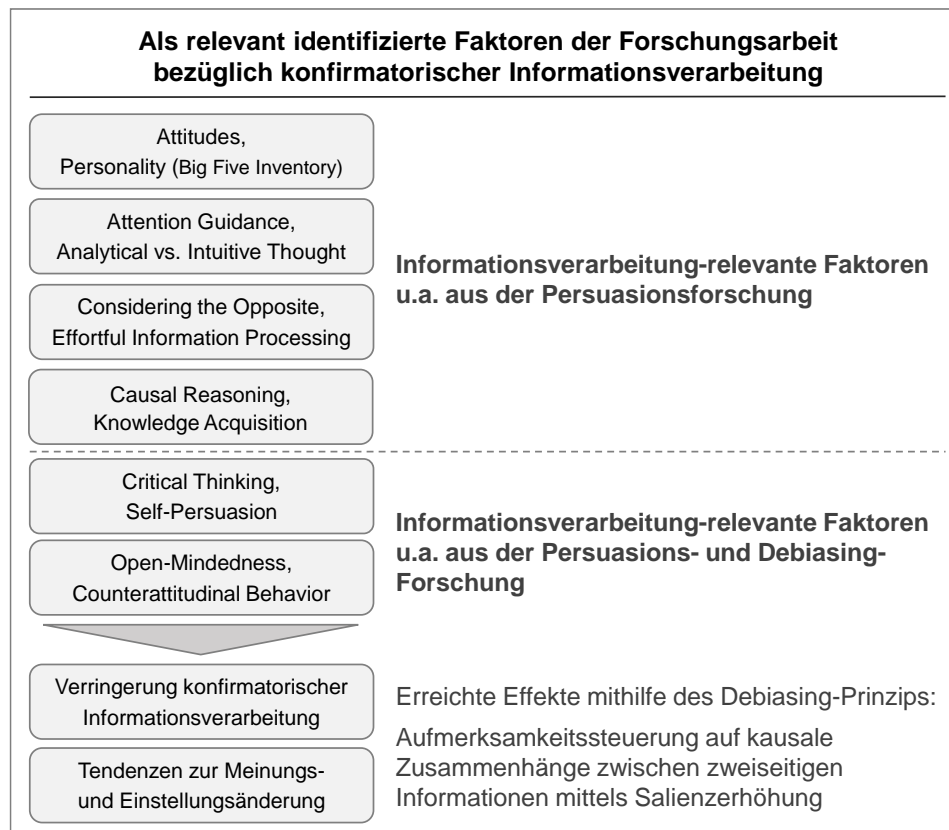 Als relevant identifizierte Faktoren der Forschungsarbeit
bezüglich konfirmatorischer Informationsverarbeitung
Attitudes,
Personality (Big Five Inventory)
Attention Guidance,
Analytical vs. Intuitive Thought
Considering the Opposite,
Effortful Information Processing
Causal Reasoning,
Knowledge Acquisition
Informationsverarbeitung-relevante Faktoren
u.a. aus der Persuasionsforschung
Critical Thinking,
Self-Persuasion
Open-Mindedness,
Counterattitudinal Behavior
Informationsverarbeitung-relevante Faktoren
u.a. aus der Persuasions- und Debiasing-
Forschung
Verringerung konfirmatorischer
Informationsverarbeitung
Tendenzen zur Meinungs-
und Einstellungsänderung
Erreichte Effekte mithilfe des Debiasing-Prinzips:
Aufmerksamkeitssteuerung auf kausale
Zusammenhänge zwischen zweiseitigen
Informationen mittels Salienzerhöhung